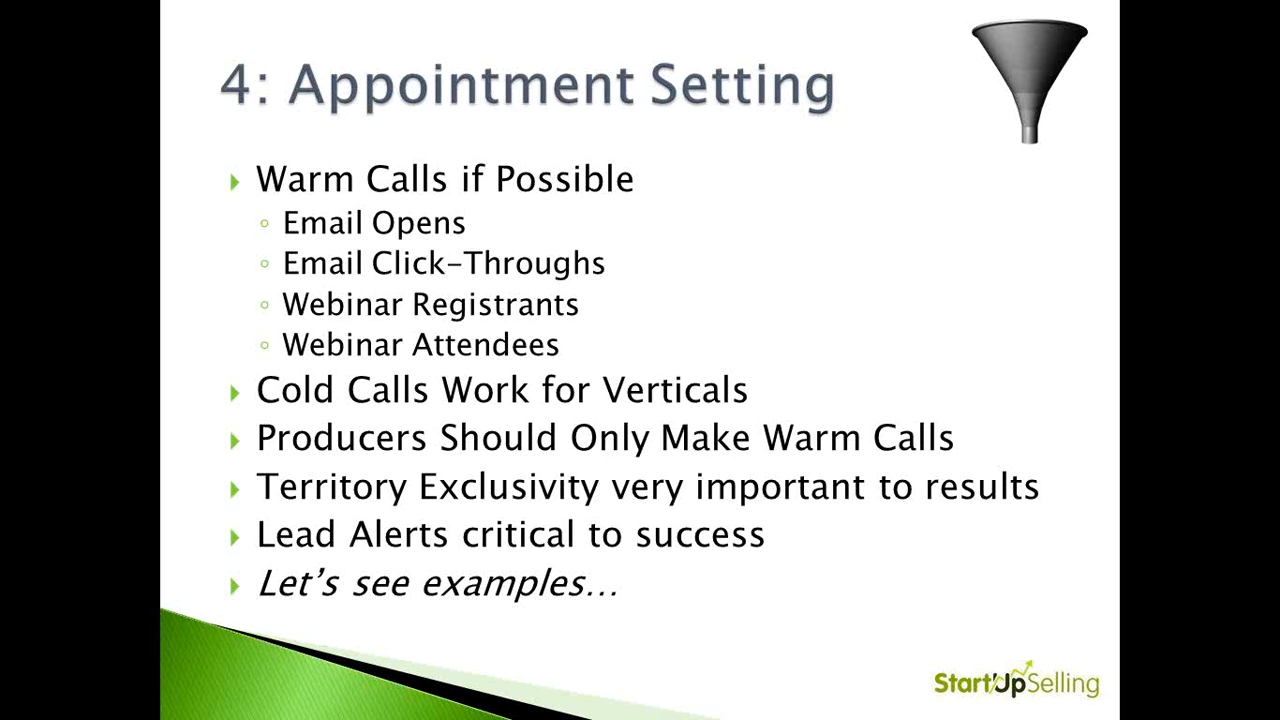 4: Appointment Setting
Warm Calls if Possible
Email Opens
Email Click-Throughs
Webinar Registrants
Webinar Attendees
Cold Calls Work for Verticals
Producers Should Only Make Warm Calls
Territory Exclusivity very important to results
Lead Alerts critical to success
Let's see examples...
StartUpSelling